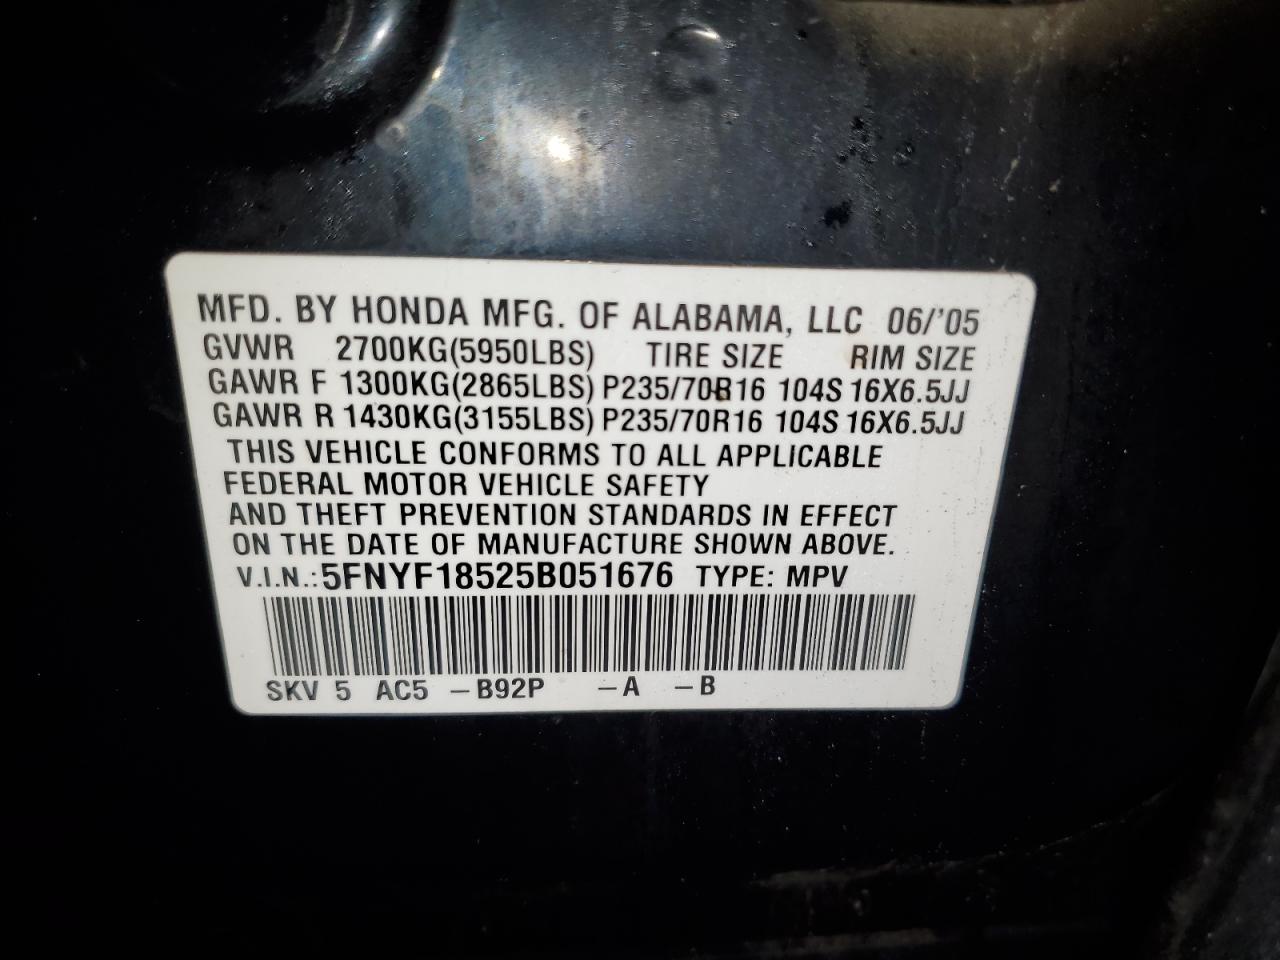 MFD. BY HONDA MFG. OF ALABAMA, LLC 06/'05
GVWR 2700KG(5950LBS) TIRE SIZE RIM SIZE
GAWR F 1300KG(2865LBS) P235/70R16 104S 16X6.5JJ
GAWR R 1430KG(3155LBS) P235/70R16 104S 16X6.5JJ
THIS VEHICLE CONFORMS TO ALL APPLICABLE
FEDERAL MOTOR VEHICLE SAFETY
AND THEFT PREVENTION STANDARDS IN EFFECT
ON THE DATE OF MANUFACTURE SHOWN ABOVE.
V.I.N.: 5FNYF18525B051676 TYPE: MPV
SKV 5 AC5 -B92P -A -B